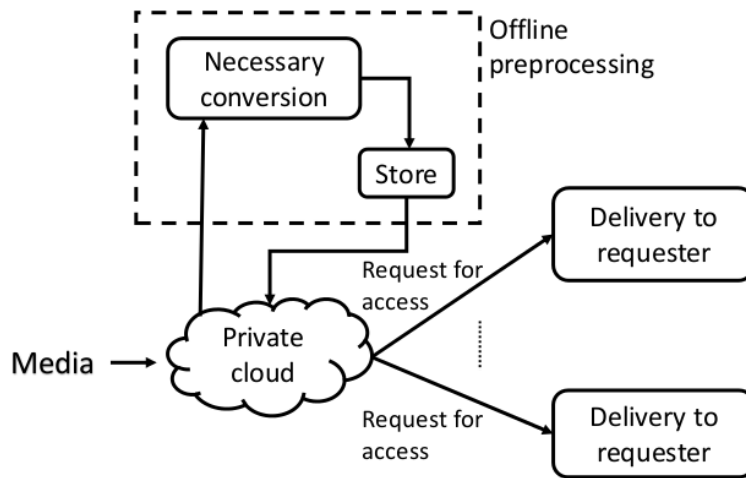 Offline
preprocessing
Necessary
conversion
Store
Delivery to
requester
Request for
access
Private
cloud
Media
Request for
access
Delivery to
requester